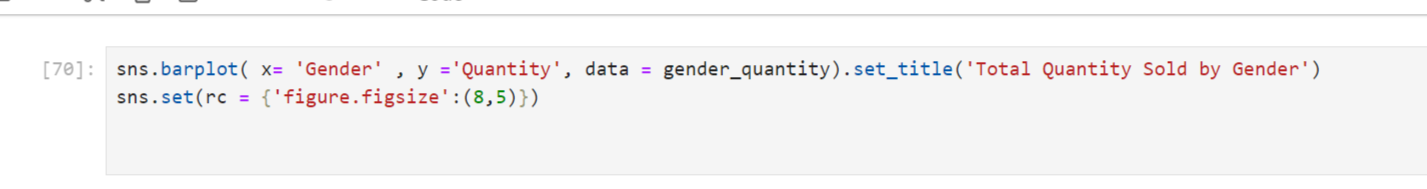 [70]: sns.barplot( x= 'Gender' , y ='Quantity', data = gender_quantity).set_title('Total Quantity Sold by Gender')
sns.set(rc = {'figure.figsize':(8,5)})